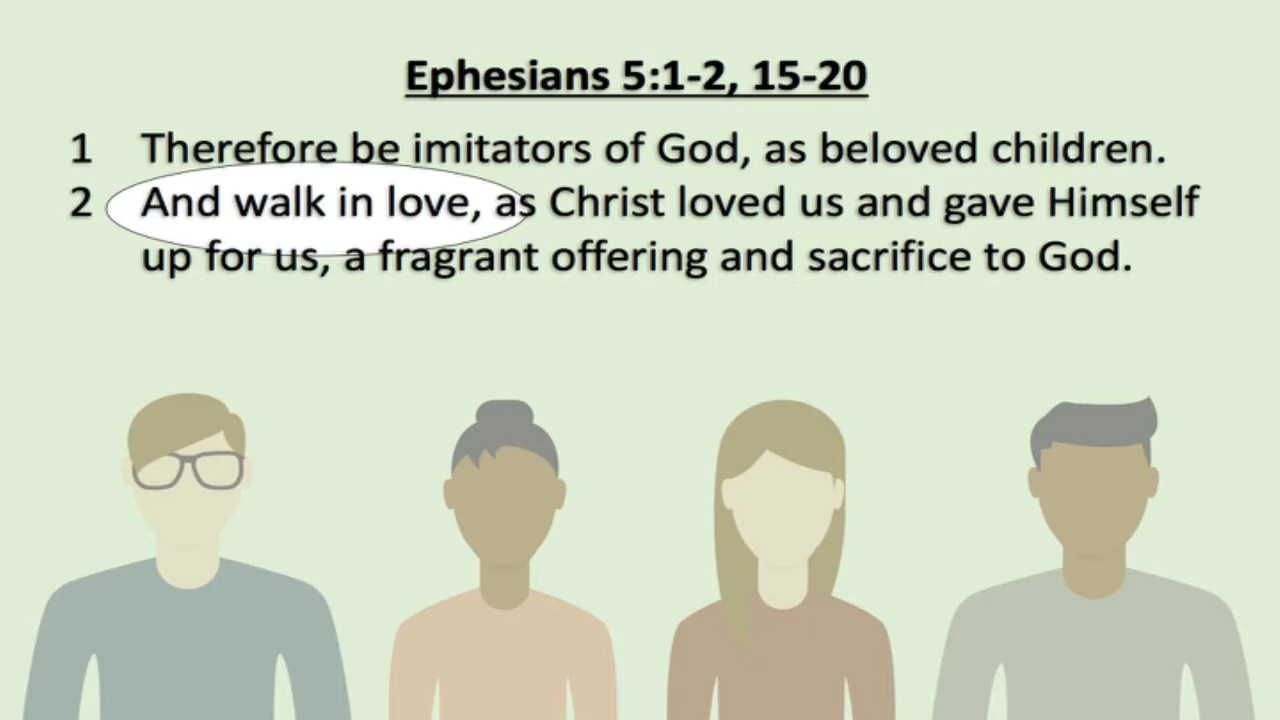 Ephesians 5:1-2, 15-20
1 Therefore be imitators of God, as beloved children.
2 And walk in love, as Christ loved us and gave Himself
up for us, a fragrant offering and sacrifice to God.